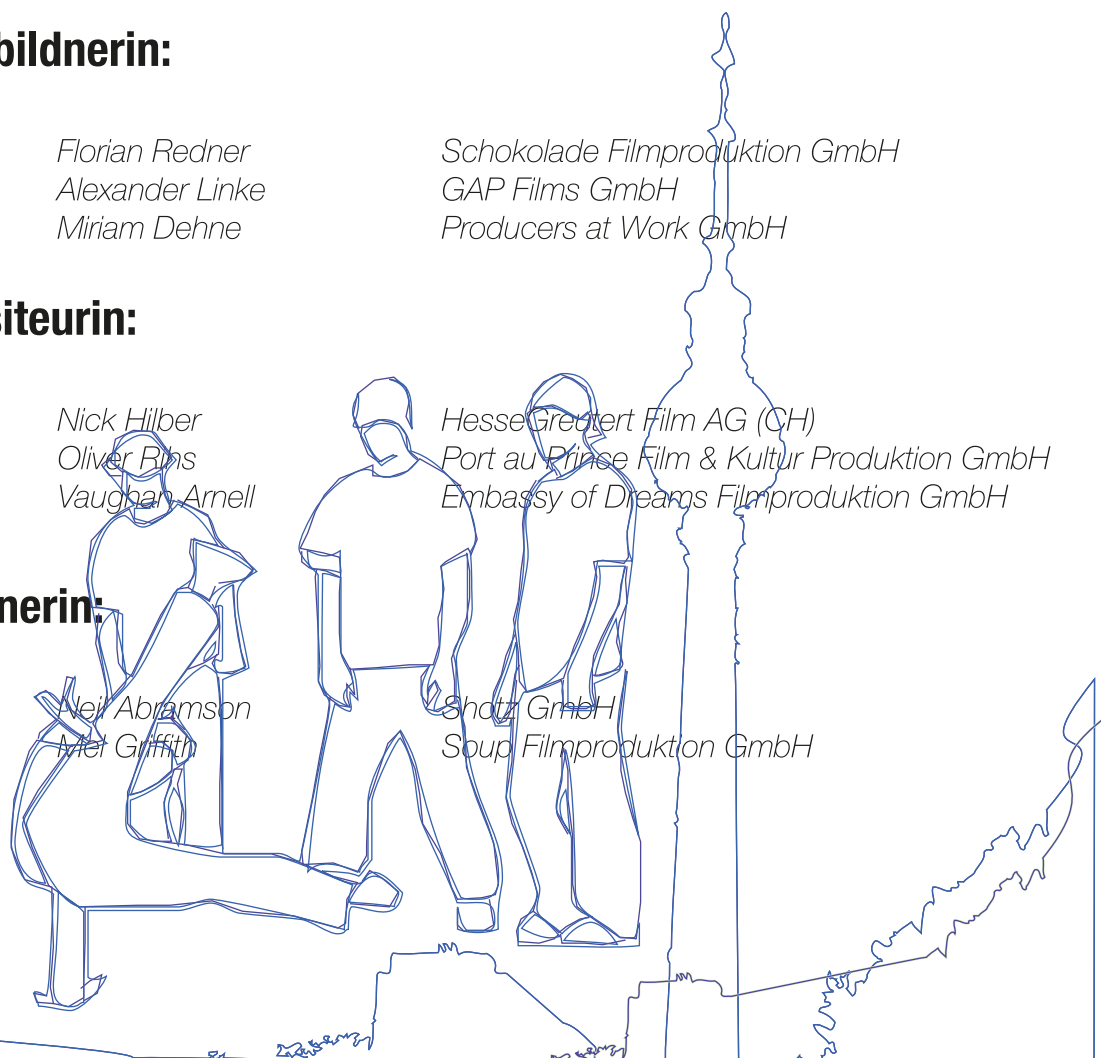 bildnerin:
Florian Redner Schokolade Filmproduktion GmbH
Alexander Linke GAP Films GmbH
Miriam Dehne Producers at Work GmbH
siteurin:
Nick Hilber HesseGreutert Film AG (CH)
Oliver Rihs Port au Prince Film & Kultur Produktion GmbH
Vaughan Arnell Embassy of Dreams Filmproduktion GmbH
nerin:
Neil Abramson Shotz GmbH
Mel Griffith Soup Filmproduktion GmbH